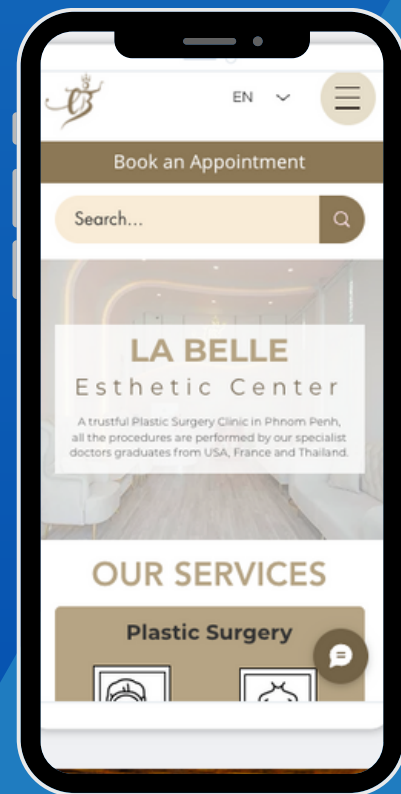 EN
Book an Appointment
Search...
LA BELLE
Esthetic Center
A trustful Plastic Surgery Clinic in Phnom Penh,
all the procedures are performed by our specialist
doctors graduates from USA, France and Thailand.
OUR SERVICES
Plastic Surgery